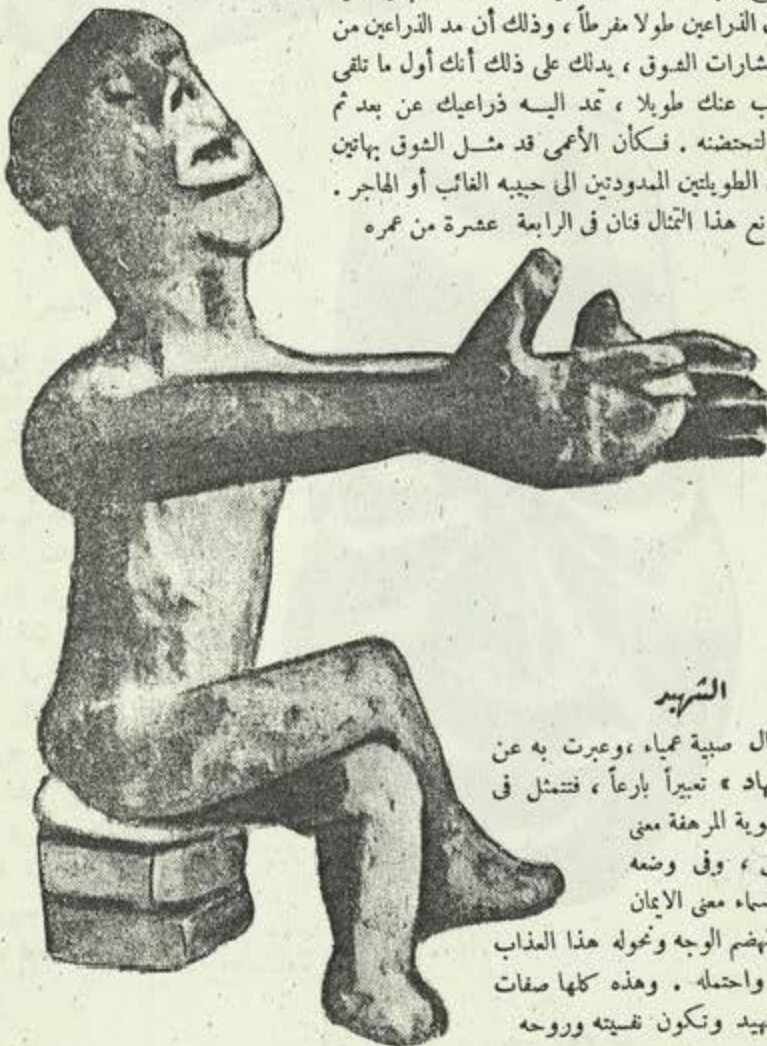 الذراعين طولا مفرطاً ، وذلك أن مد الذراعين من
شارات الشوق ، يدلك على ذلك أنك أول ما تلقى
ب عنك طويلا ، تمد اليه ذراعيك عن بعد ثم
لتحتضنه . فكأن الأعمى قد مثل الشوق بهاتين
الطويلتين الممدودتين الى حبيبه الغائب أو الهاجر .
نع هذا التمثال فنان فى الرابعة عشرة من عمره
الشهيد
ال صبية عمياء ، وعبرت به عن
هاد » تعبيراً بارعاً ، فتتمثل فى
وية المرهفة معنى
، وفى وضعه
سماء معنى الايمان
هضم الوجه ونحوله هذا العذاب
واحتمله . وهذه كلها صفات
هيد وتكون نفسيته وروحه